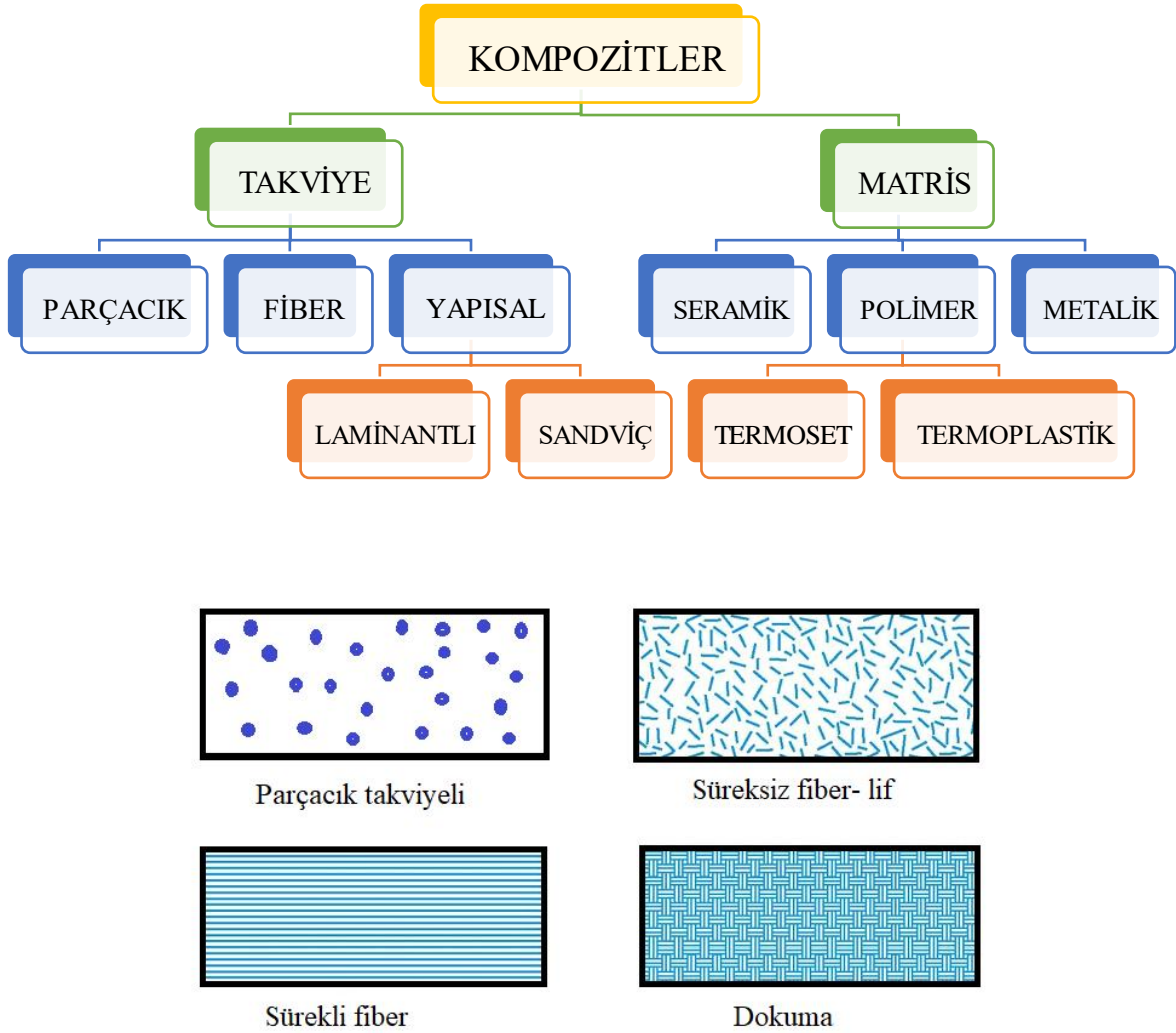 KOMPOZİTLER
TAKVİYE
MATRİS
PARÇACIK
FİBER
YAPISAL
SERAMİK
POLİMER
METALİK
LAMİNANTLI
SANDVİÇ
TERMOSET
TERMOPLASTİK
Parçacık takviyeli
Süreksiz fiber- lif
Sürekli fiber
Dokuma